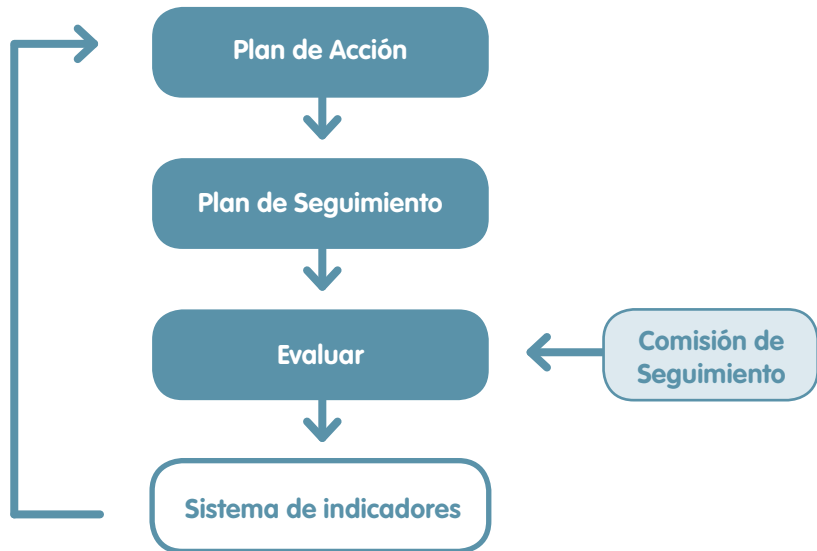 Plan de Acción
Plan de Seguimiento
Evaluar
Comisión de
Seguimiento
Sistema de indicadores